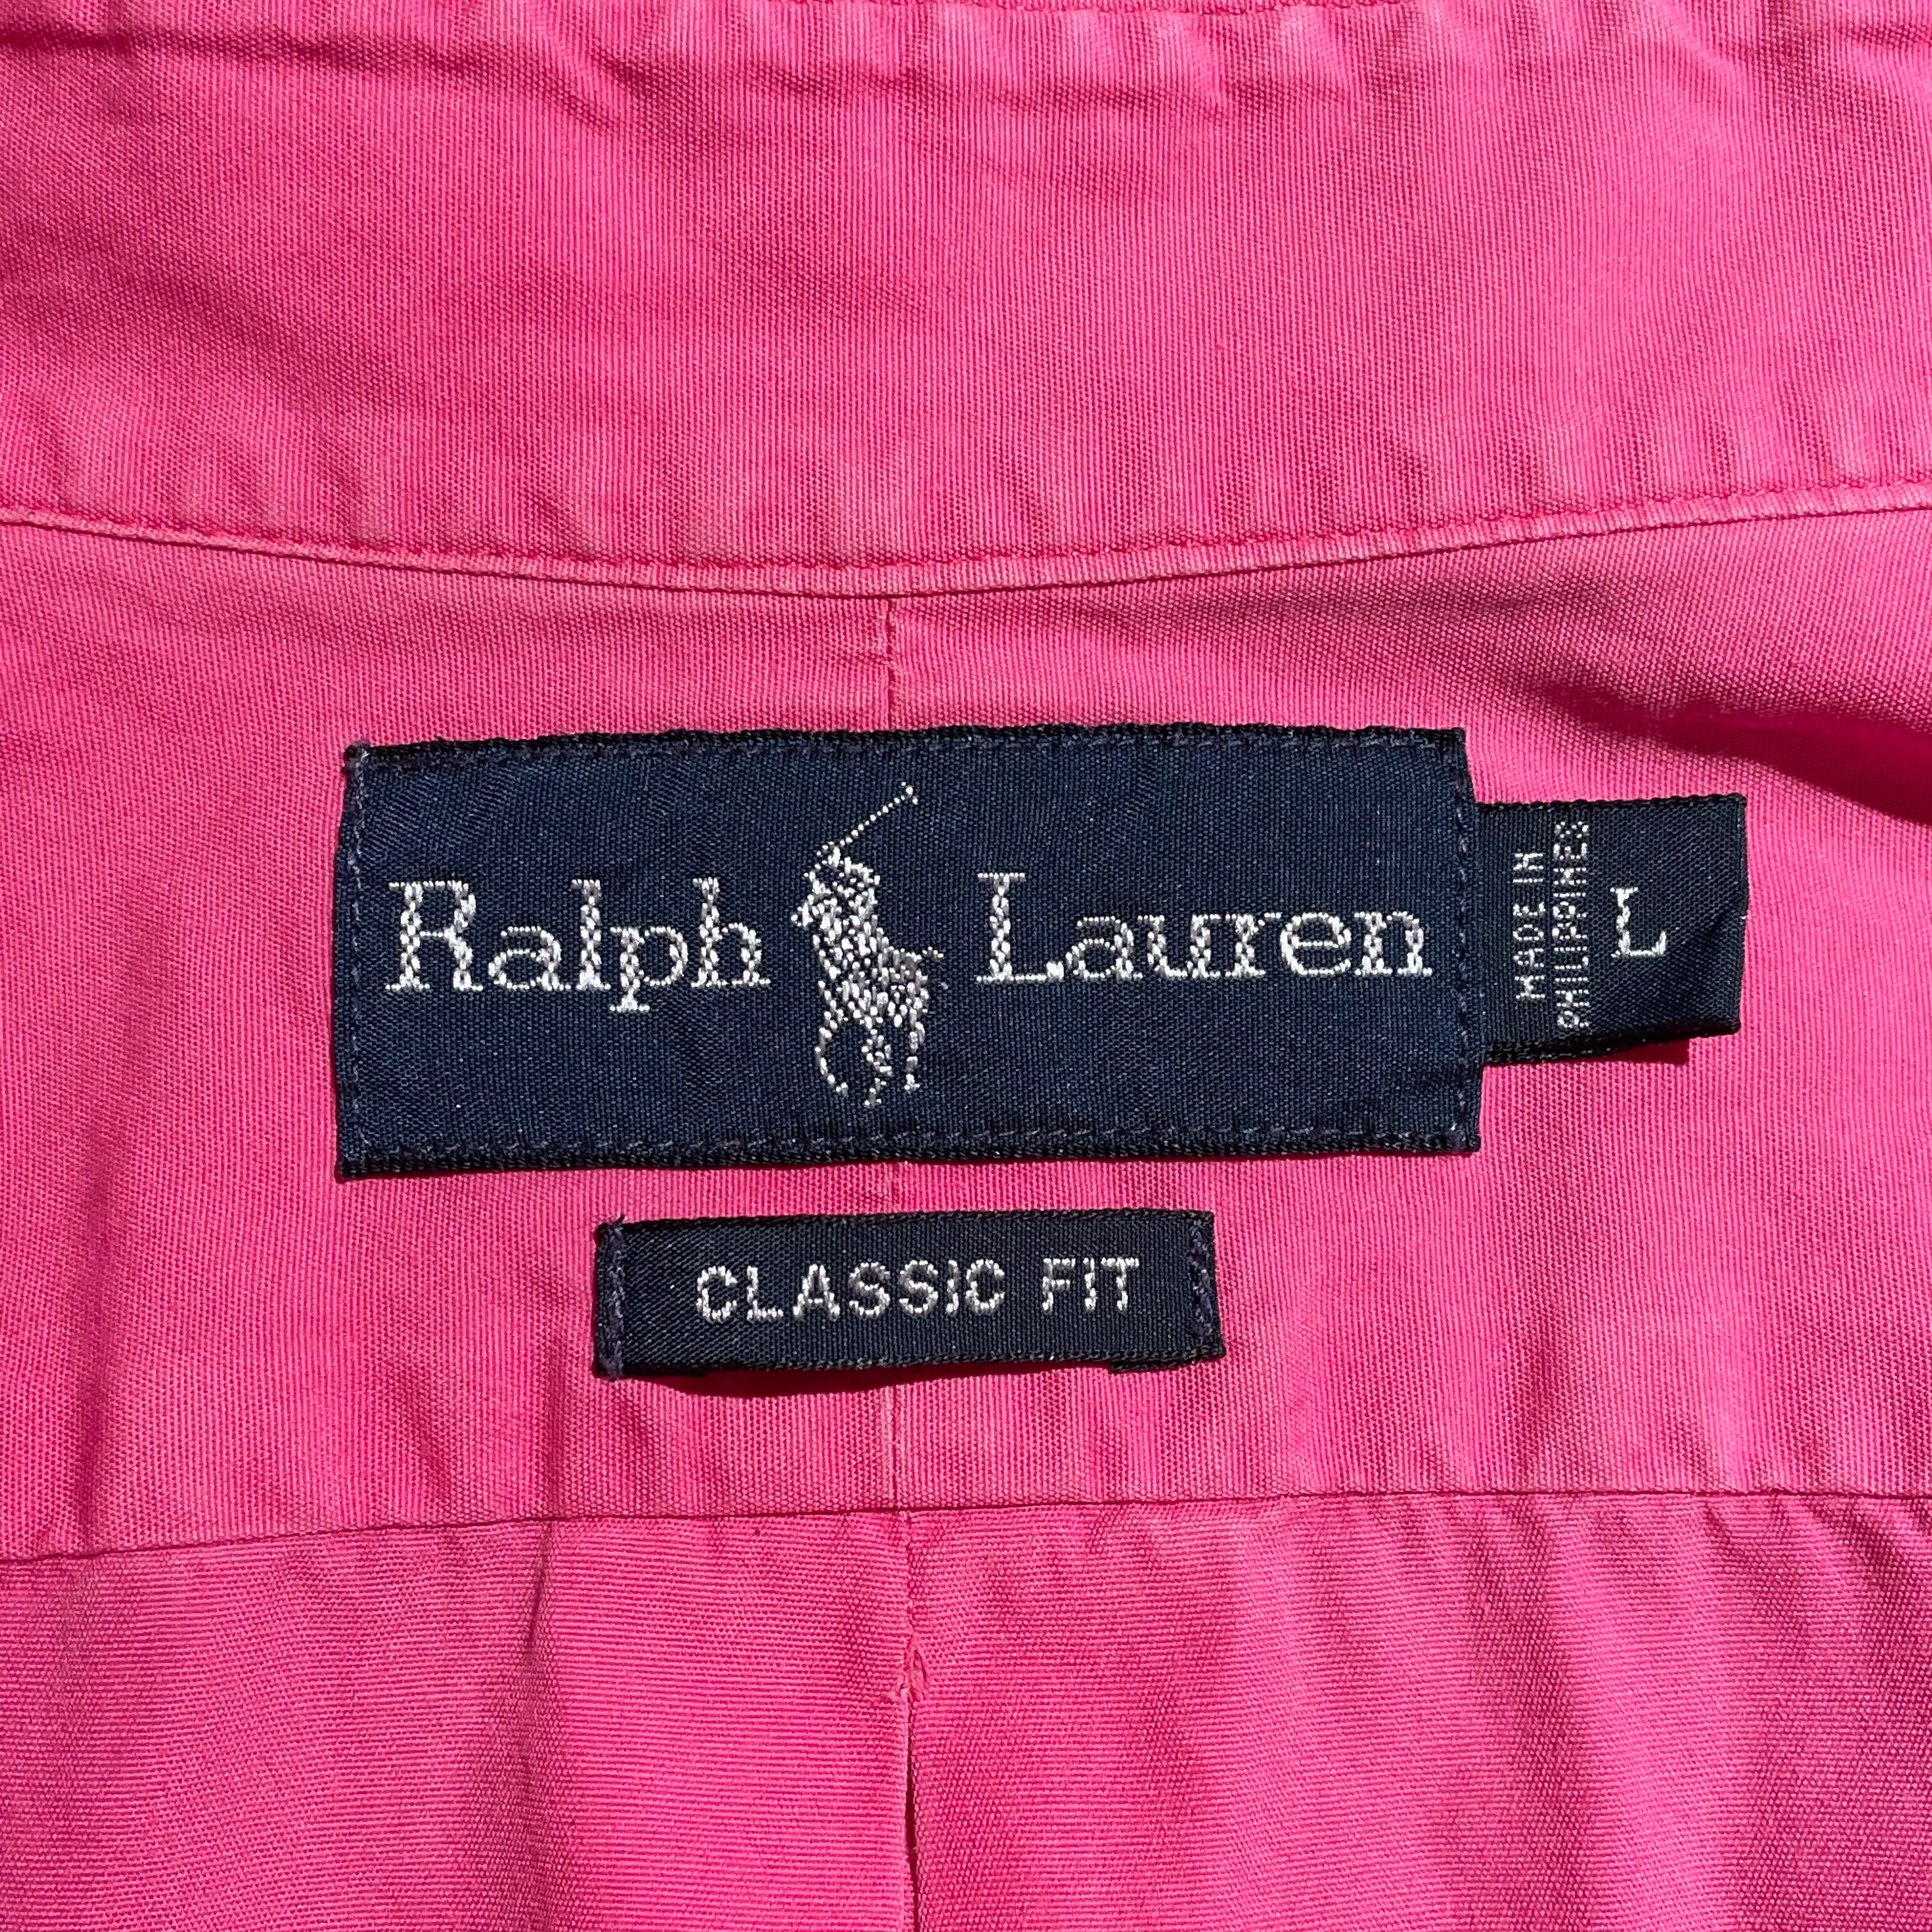 Ralph Lauren
MADE IN
PHILIPPINES
L
CLASSIC FIT